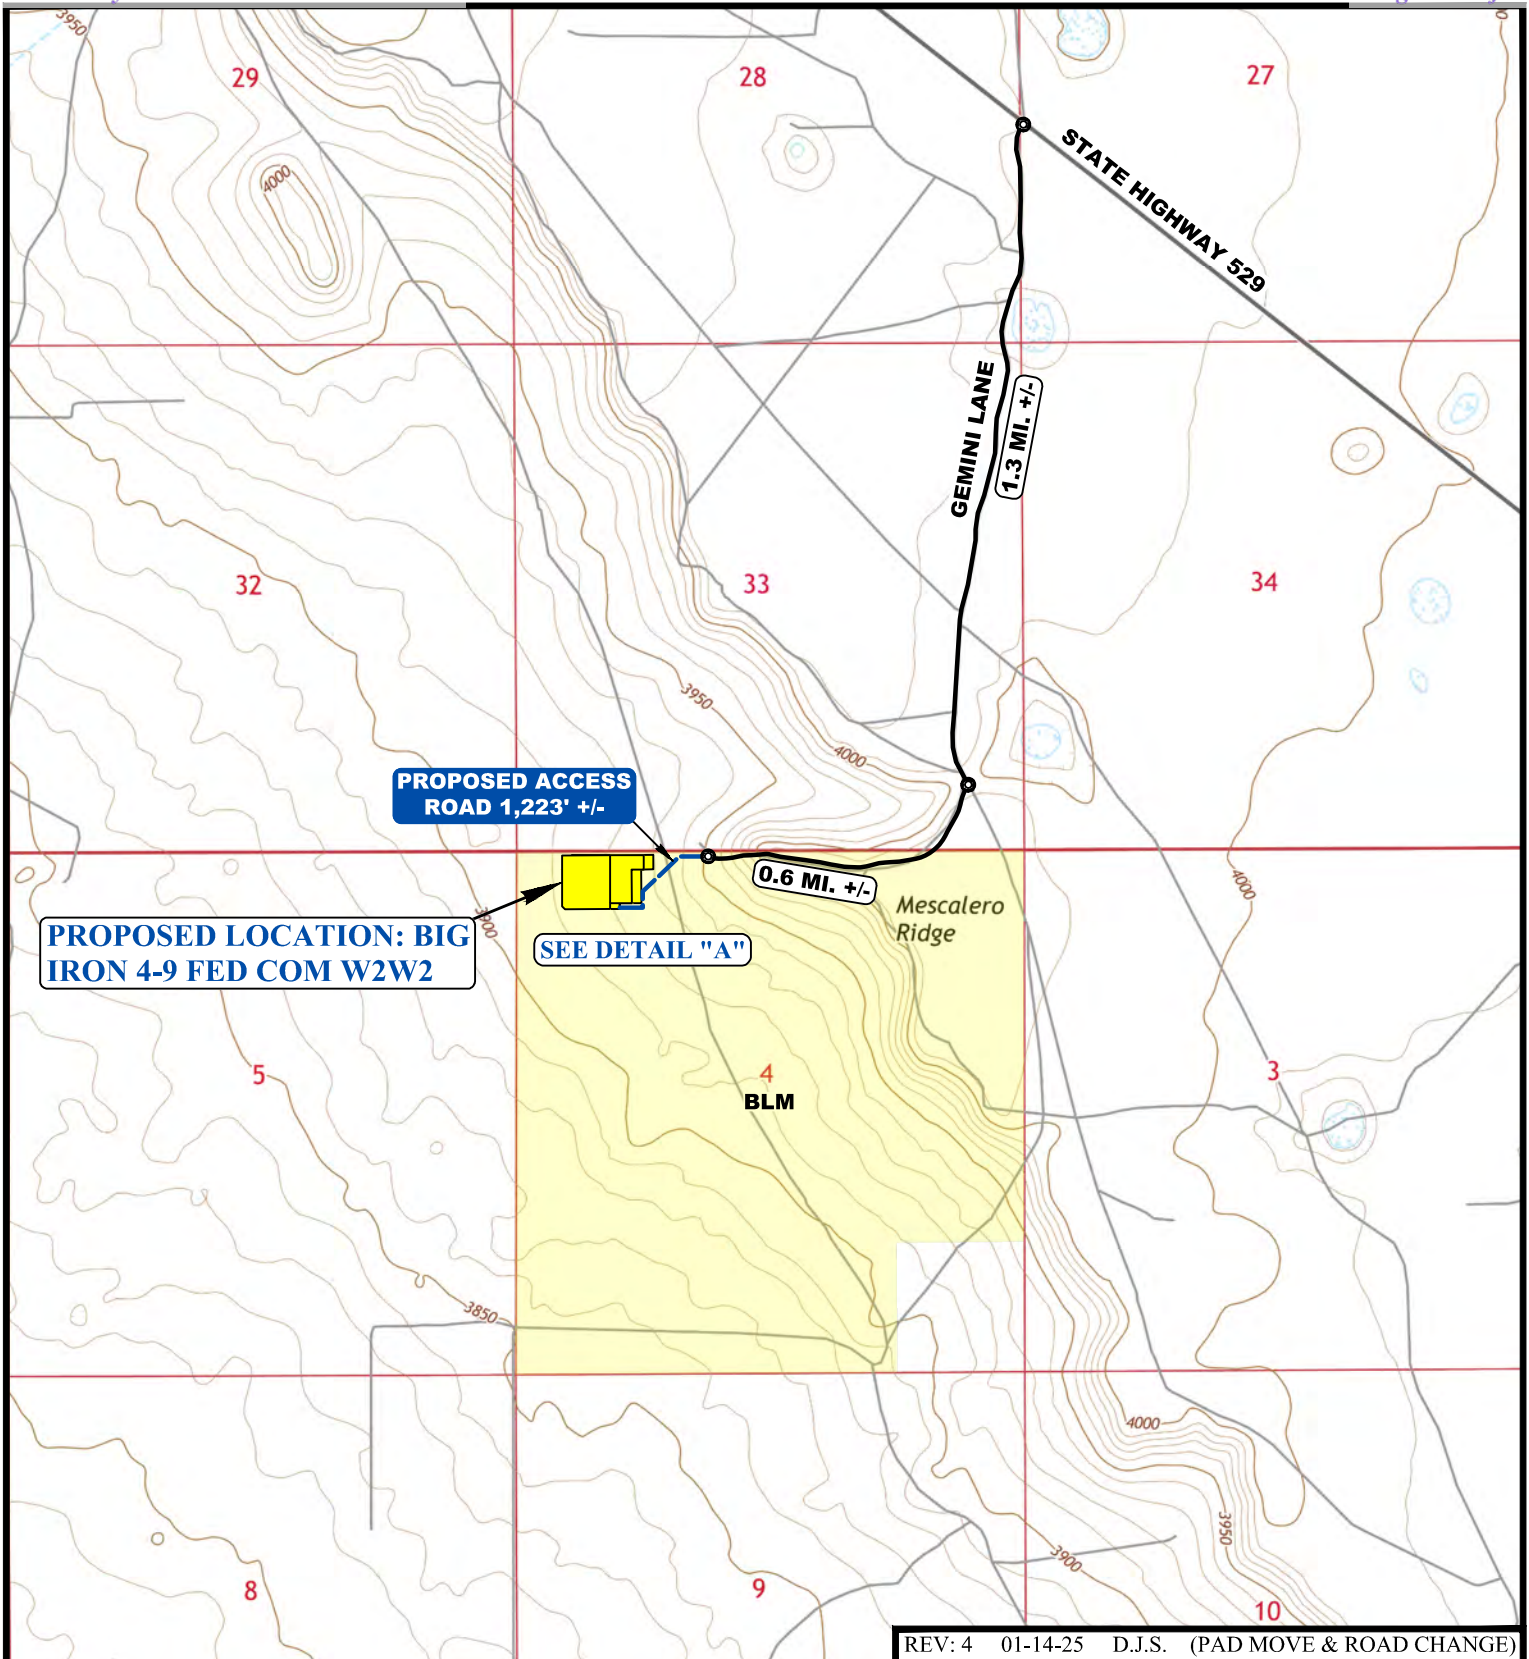 3950
29
28
27
4000
STATE HIGHWAY 529
GEMINI LANE
1.3 MI. +/-
32
33
34
3950
4000
PROPOSED ACCESS
ROAD 1,223' +/-
0.6 MI. +/-
4000
Mescalero
Ridge
3900
PROPOSED LOCATION: BIG
IRON 4-9 FED COM W2W2
SEE DETAIL "A"
5
4
BLM
3
3850
4000
3950
3900
8
9
10
REV: 4 01-14-25 D.J.S. (PAD MOVE & ROAD CHANGE)